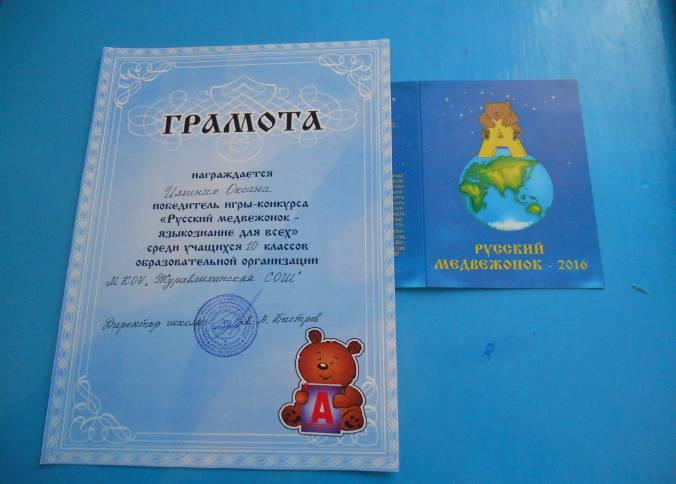 ГРАМОТА
награждается
Ильиных Оксана
победитель игры-конкурса
«Русский медвежонок -
языкознание для всех»
среди учащихся 10 классов
образовательной организации
МКОУ „Журавлихинская СОШ"
Директор школы А. А. Быстров
А
А
РУССКИЙ
МЕДВЕЖОНОК - 2016